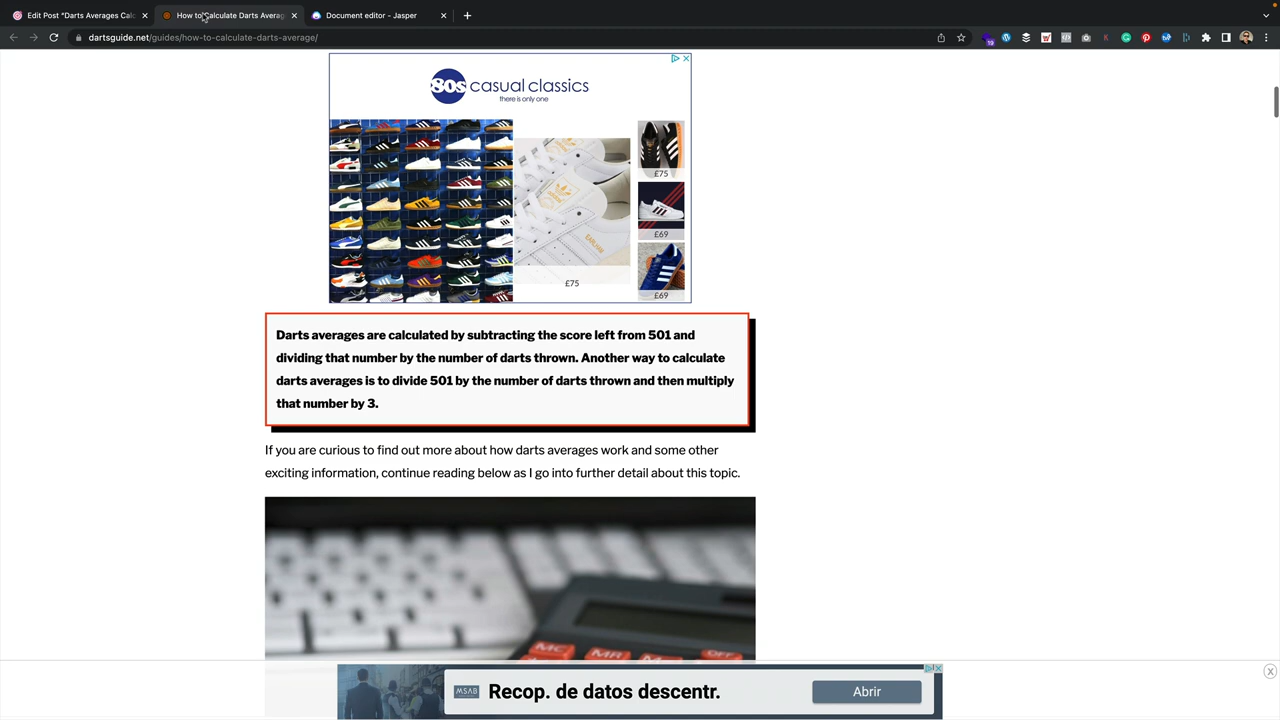 Edit Post "Darts Averages Calc
How to Calculate Darts Averag
Document editor - Jasper
dartsguide.net/guides/how-to-calculate-darts-average/
19
80s casual classics
there is only one
£75
£69
£75
£69
Darts averages are calculated by subtracting the score left from 501 and
dividing that number by the number of darts thrown. Another way to calculate
darts averages is to divide 501 by the number of darts thrown and then multiply
that number by 3.
If you are curious to find out more about how darts averages work and some other
exciting information, continue reading below as I go into further detail about this topic.
MC
MR
OFF
MSAB
Recop. de datos descentr.
Abrir